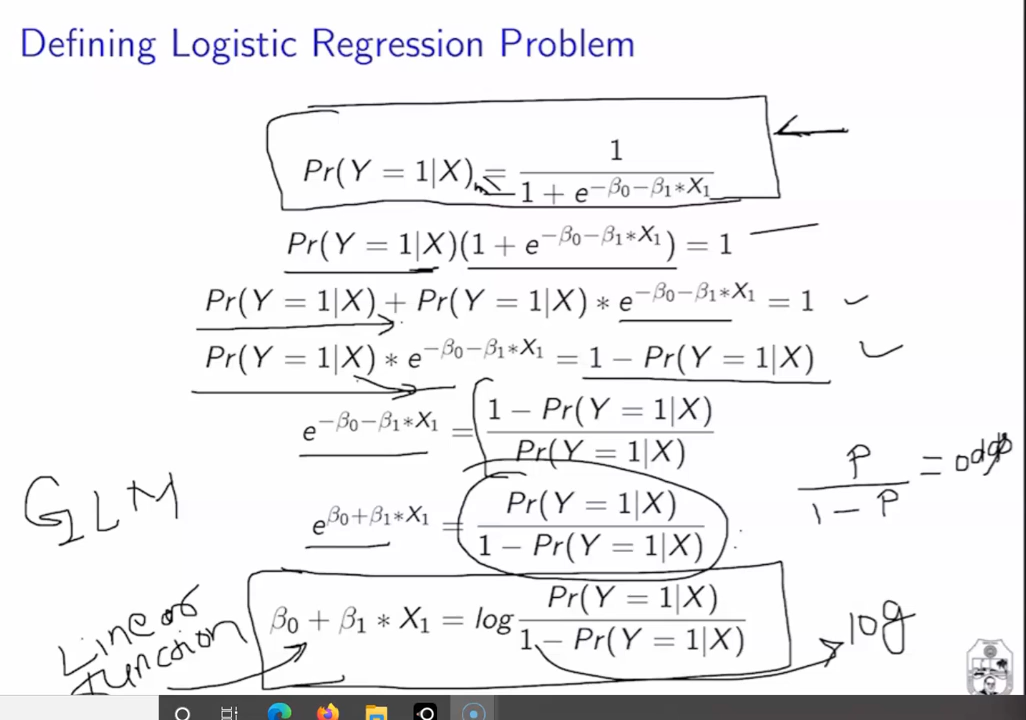 Defining Logistic Regression Problem
Pr(Y = 1|X) = 1 / (1 + e^{−β₀−β₁*X₁})
Pr(Y = 1|X)(1 + e^{−β₀−β₁*X₁}) = 1
Pr(Y = 1|X) + Pr(Y = 1|X) * e^{−β₀−β₁*X₁} = 1
Pr(Y = 1|X) * e^{−β₀−β₁*X₁} = 1 − Pr(Y = 1|X)
e^{−β₀−β₁*X₁} = (1 − Pr(Y = 1|X)) / Pr(Y = 1|X)
P / (1 − P) = odds
GLM
e^{β₀+β₁*X₁} = Pr(Y = 1|X) / (1 − Pr(Y = 1|X))
Linear
function
β₀ + β₁ * X₁ = log Pr(Y = 1|X) / (1 − Pr(Y = 1|X))
log